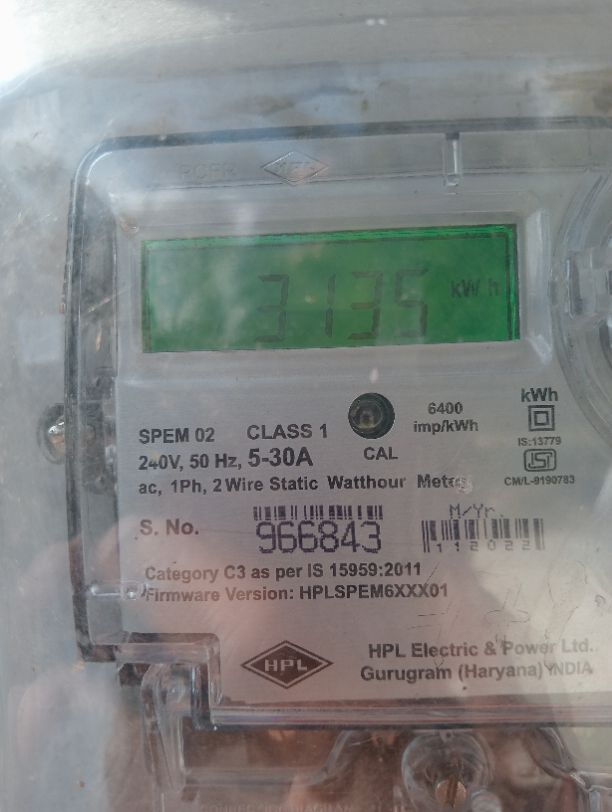 3135 kWh
SPEM 02 CLASS 1
240V, 50 Hz, 5-30A
CAL
6400
imp/kWh
kWh
IS:13779
ISI
CM/L-9190783
ac, 1Ph, 2 Wire Static Watthour Meter
S. No. 966843
M/Yr.
112022
Category C3 as per IS 15959:2011
Firmware Version: HPLSPEM6XXX01
HPL
HPL Electric & Power Ltd.
Gurugram (Haryana) INDIA